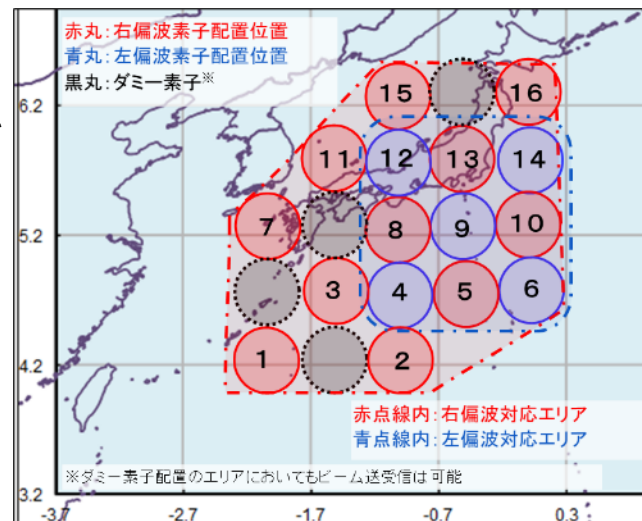 赤丸：右偏波素子配置位置
青丸：左偏波素子配置位置
黒丸：ダミー素子※
6.2
5.2
4.2
3.2
15 16
11 12 13 14
7 8 9 10
3 4 5 6
1 2
赤点線内：右偏波対応エリア
青点線内：左偏波対応エリア
※ダミー素子配置のエリアにおいてもビーム送受信は可能
-3.7 -2.7 -1.7 -0.7 0.3